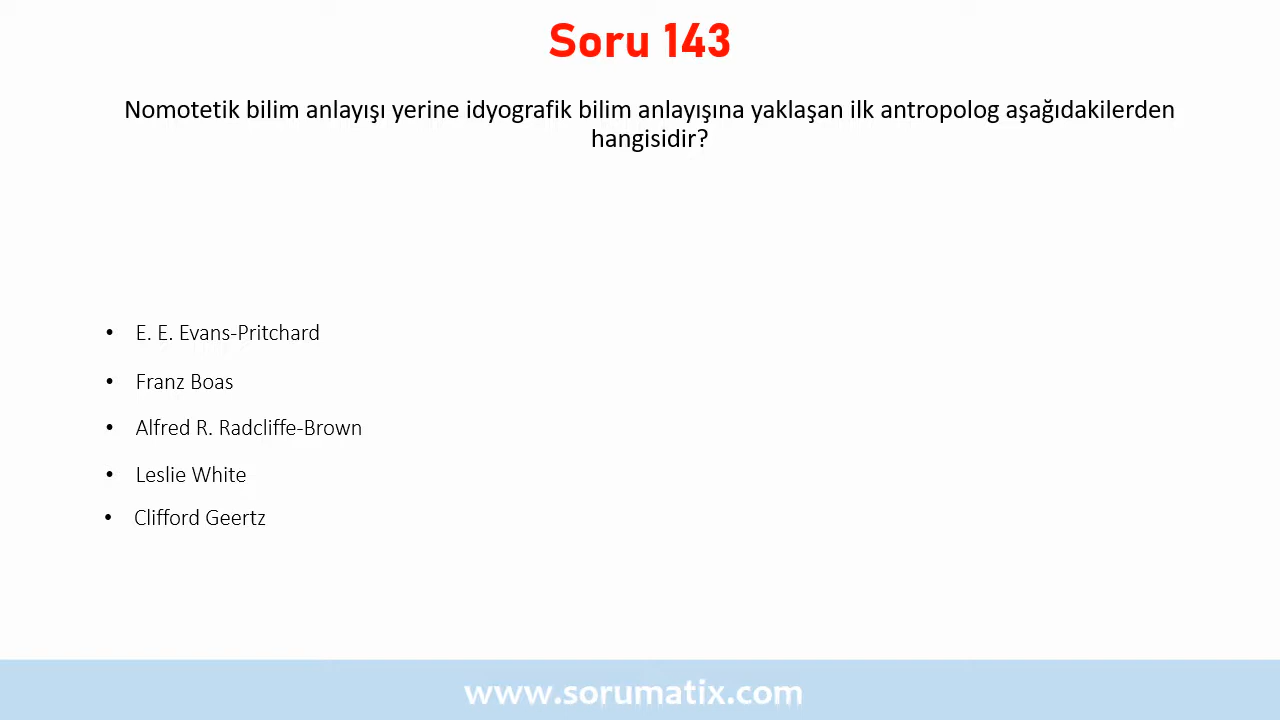 Soru 143
Nomotetik bilim anlayışı yerine idyografik bilim anlayışına yaklaşan ilk antropolog aşağıdakilerden
hangisidir?
• E. E. Evans-Pritchard
• Franz Boas
• Alfred R. Radcliffe-Brown
• Leslie White
• Clifford Geertz
www.sorumatix.com